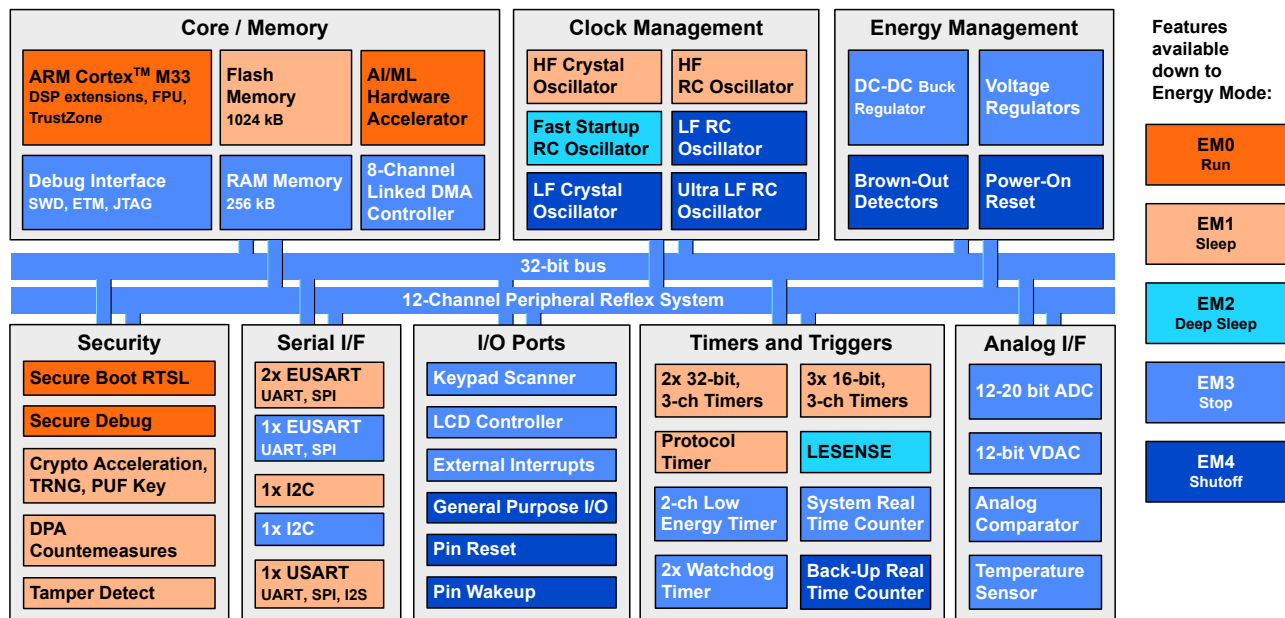 Core / Memory
ARM Cortex™ M33
DSP extensions, FPU,
TrustZone
Flash
Memory
1024 kB
AI/ML
Hardware
Accelerator
Debug Interface
SWD, ETM, JTAG
RAM Memory
256 kB
8-Channel
Linked DMA
Controller
Clock Management
HF Crystal
Oscillator
HF
RC Oscillator
Fast Startup
RC Oscillator
LF RC
Oscillator
LF Crystal
Oscillator
Ultra LF RC
Oscillator
Energy Management
DC-DC Buck
Regulator
Voltage
Regulators
Brown-Out
Detectors
Power-On
Reset
Features
available
down to
Energy Mode:
EM0
Run
EM1
Sleep
EM2
Deep Sleep
EM3
Stop
EM4
Shutoff
32-bit bus
12-Channel Peripheral Reflex System
Security
Secure Boot RTSL
Secure Debug
Crypto Acceleration,
TRNG, PUF Key
DPA
Countemeasures
Tamper Detect
Serial I/F
2x EUSART
UART, SPI
1x EUSART
UART, SPI
1x I2C
1x I2C
1x USART
UART, SPI, I2S
I/O Ports
Keypad Scanner
LCD Controller
External Interrupts
General Purpose I/O
Pin Reset
Pin Wakeup
Timers and Triggers
2x 32-bit,
3-ch Timers
3x 16-bit,
3-ch Timers
Protocol
Timer
LESENSE
2-ch Low
Energy Timer
System Real
Time Counter
2x Watchdog
Timer
Back-Up Real
Time Counter
Analog I/F
12-20 bit ADC
12-bit VDAC
Analog
Comparator
Temperature
Sensor